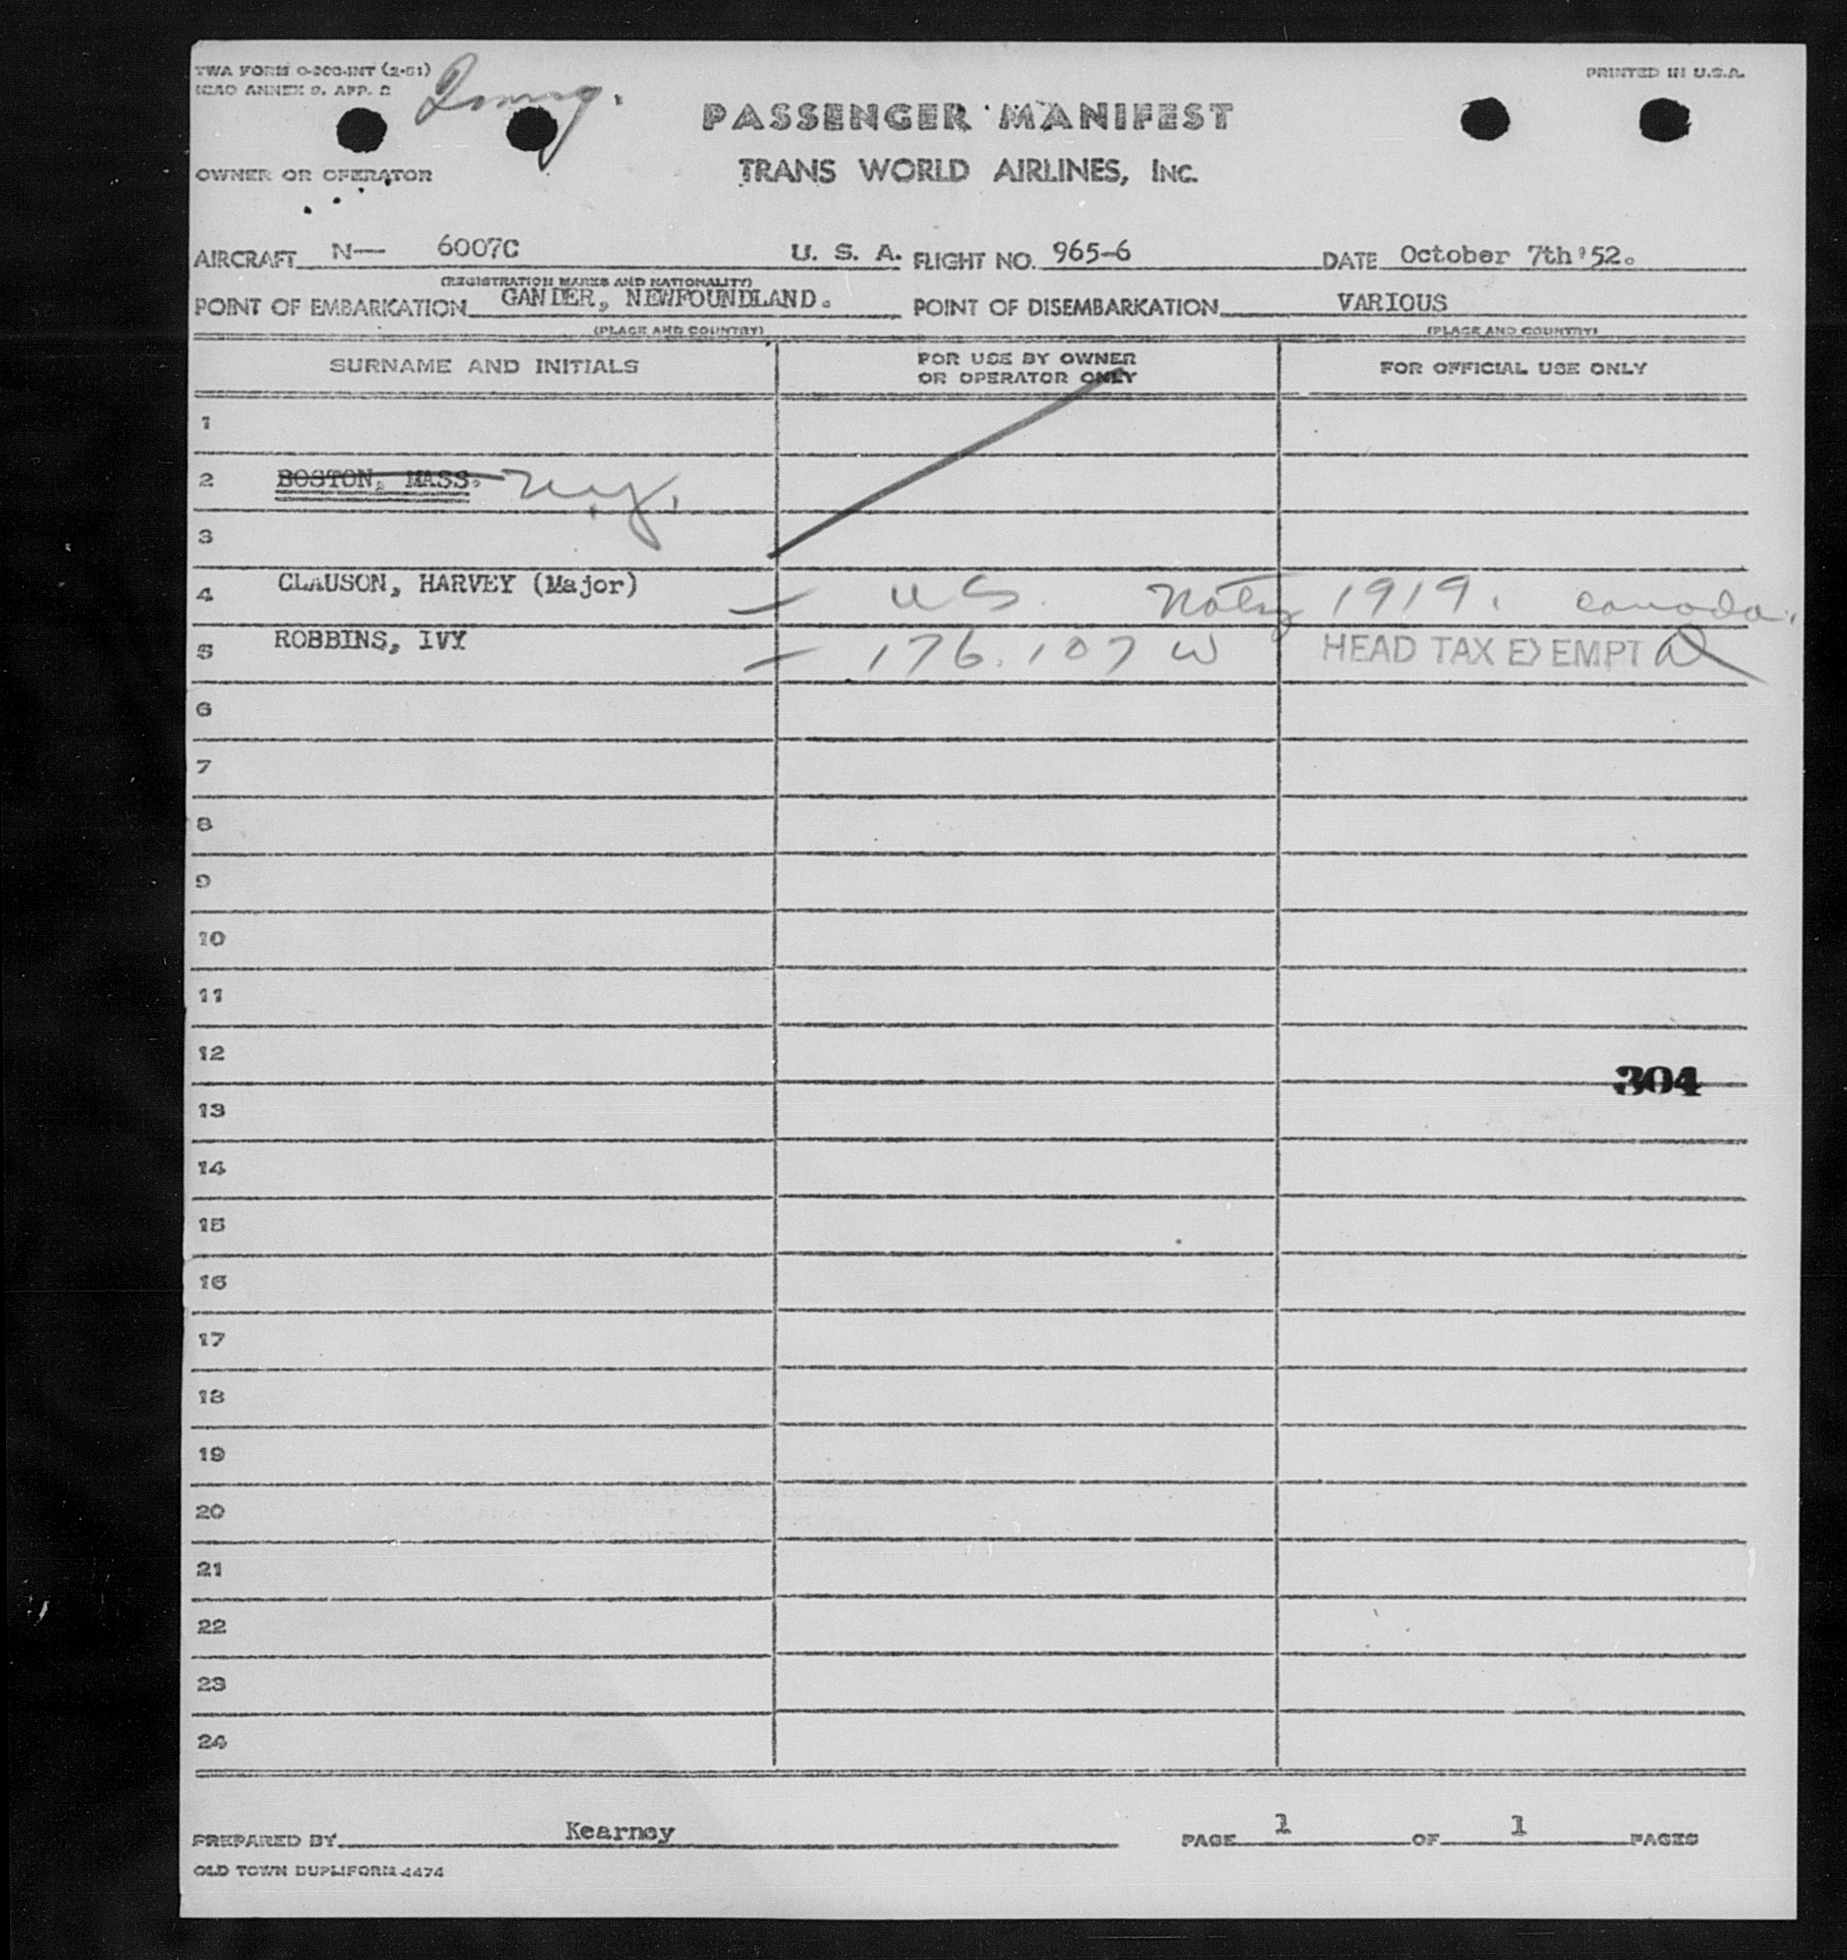 TWA FORM O-200-INT (2-51)
PRINTED IN U.S.A.
ICAO ANNEX 9, APP. 2
PASSENGER MANIFEST
TRANS WORLD AIRLINES, INC.
OWNER OR OPERATOR
AIRCRAFT N— 6007C U. S. A. FLIGHT NO. 965-6 DATE October 7th'52.
(REGISTRATION MARKS AND NATIONALITY)
POINT OF EMBARKATION GANDER, NEWFOUNDLAND. POINT OF DISEMBARKATION VARIOUS
(PLACE AND COUNTRY) (PLACE AND COUNTRY)
SURNAME AND INITIALS
FOR USE BY OWNER
OR OPERATOR ONLY
FOR OFFICIAL USE ONLY
1
2 BOSTON, MASS. N.Y.
3
4 CLAUSON, HARVEY (Major) — US. 1919. Canada.
5 ROBBINS, IVY — 176.107 W HEAD TAX EXEMPT
6
7
8
9
10
11
12
304
13
14
15
16
17
18
19
20
21
22
23
24
PREPARED BY Kearney PAGE 1 OF 1 PAGES
OLD TOWN DUPLIFORM 4474